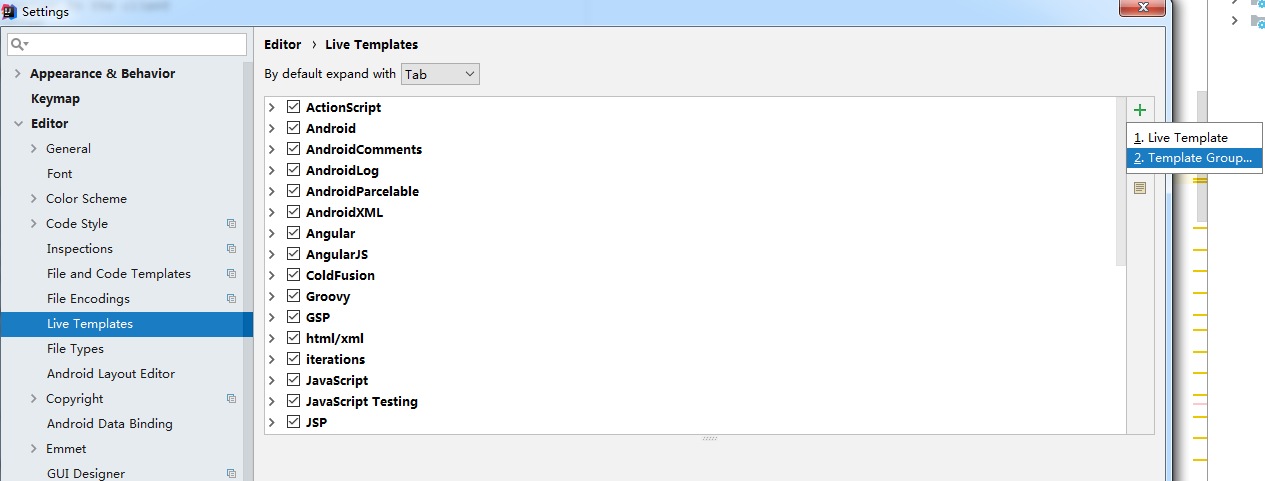 Settings
Editor › Live Templates
By default expand with Tab
Appearance & Behavior
Keymap
Editor
General
Font
Color Scheme
Code Style
Inspections
File and Code Templates
File Encodings
Live Templates
File Types
Android Layout Editor
Copyright
Android Data Binding
Emmet
GUI Designer
ActionScript
Android
AndroidComments
AndroidLog
AndroidParcelable
AndroidXML
Angular
AngularJS
ColdFusion
Groovy
GSP
html/xml
iterations
JavaScript
JavaScript Testing
JSP
1. Live Template
2. Template Group...